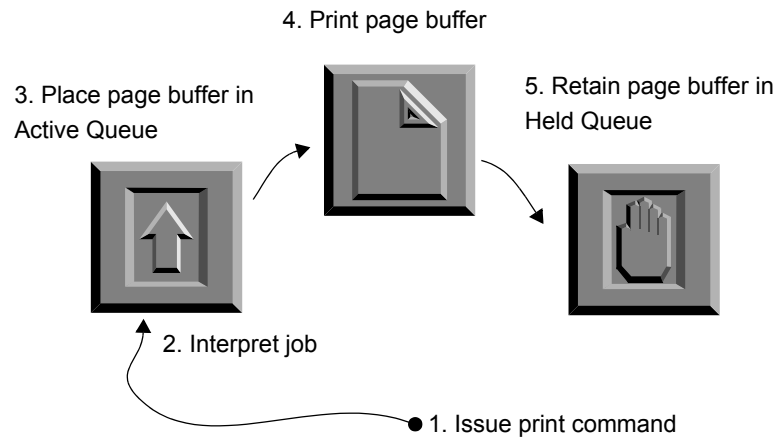 4. Print page buffer
3. Place page buffer in
Active Queue
5. Retain page buffer in
Held Queue
2. Interpret job
1. Issue print command